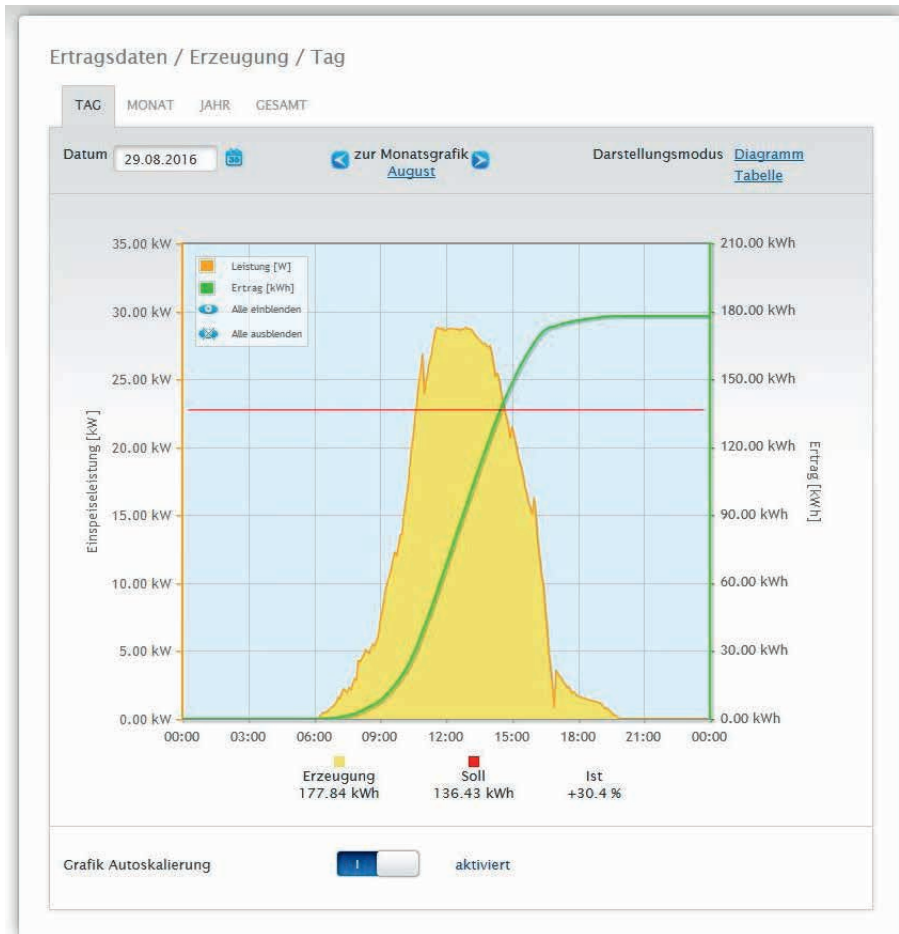 Ertragsdaten / Erzeugung / Tag
TAG MONAT JAHR GESAMT
Datum 29.08.2016 zur Monatsgrafik Darstellungsmodus Diagramm
August Tabelle
35.00 kW 210.00 kWh
Leistung [W]
Ertrag [kWh]
30.00 kW Alle einblenden 180.00 kWh
Alle ausblenden
25.00 kW 150.00 kWh
20.00 kW 120.00 kWh
Einspeiseleistung [kW] Ertrag [kWh]
15.00 kW 90.00 kWh
10.00 kW 60.00 kWh
5.00 kW 30.00 kWh
0.00 kW 0.00 kWh
00:00 03:00 06:00 09:00 12:00 15:00 18:00 21:00 00:00
Erzeugung Soll Ist
177.84 kWh 136.43 kWh +30.4 %
Grafik Autoskalierung I aktiviert